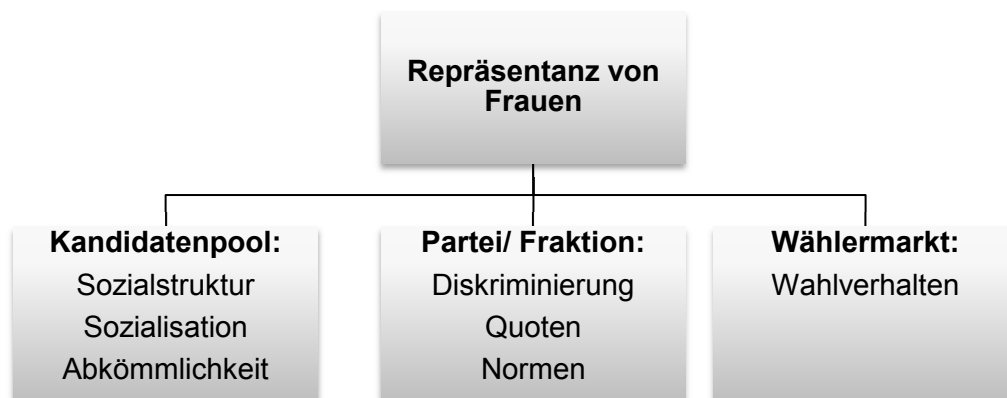 Repräsentanz von
Frauen
Kandidatenpool:
Sozialstruktur
Sozialisation
Abkömmlichkeit
Partei/ Fraktion:
Diskriminierung
Quoten
Normen
Wählermarkt:
Wahlverhalten